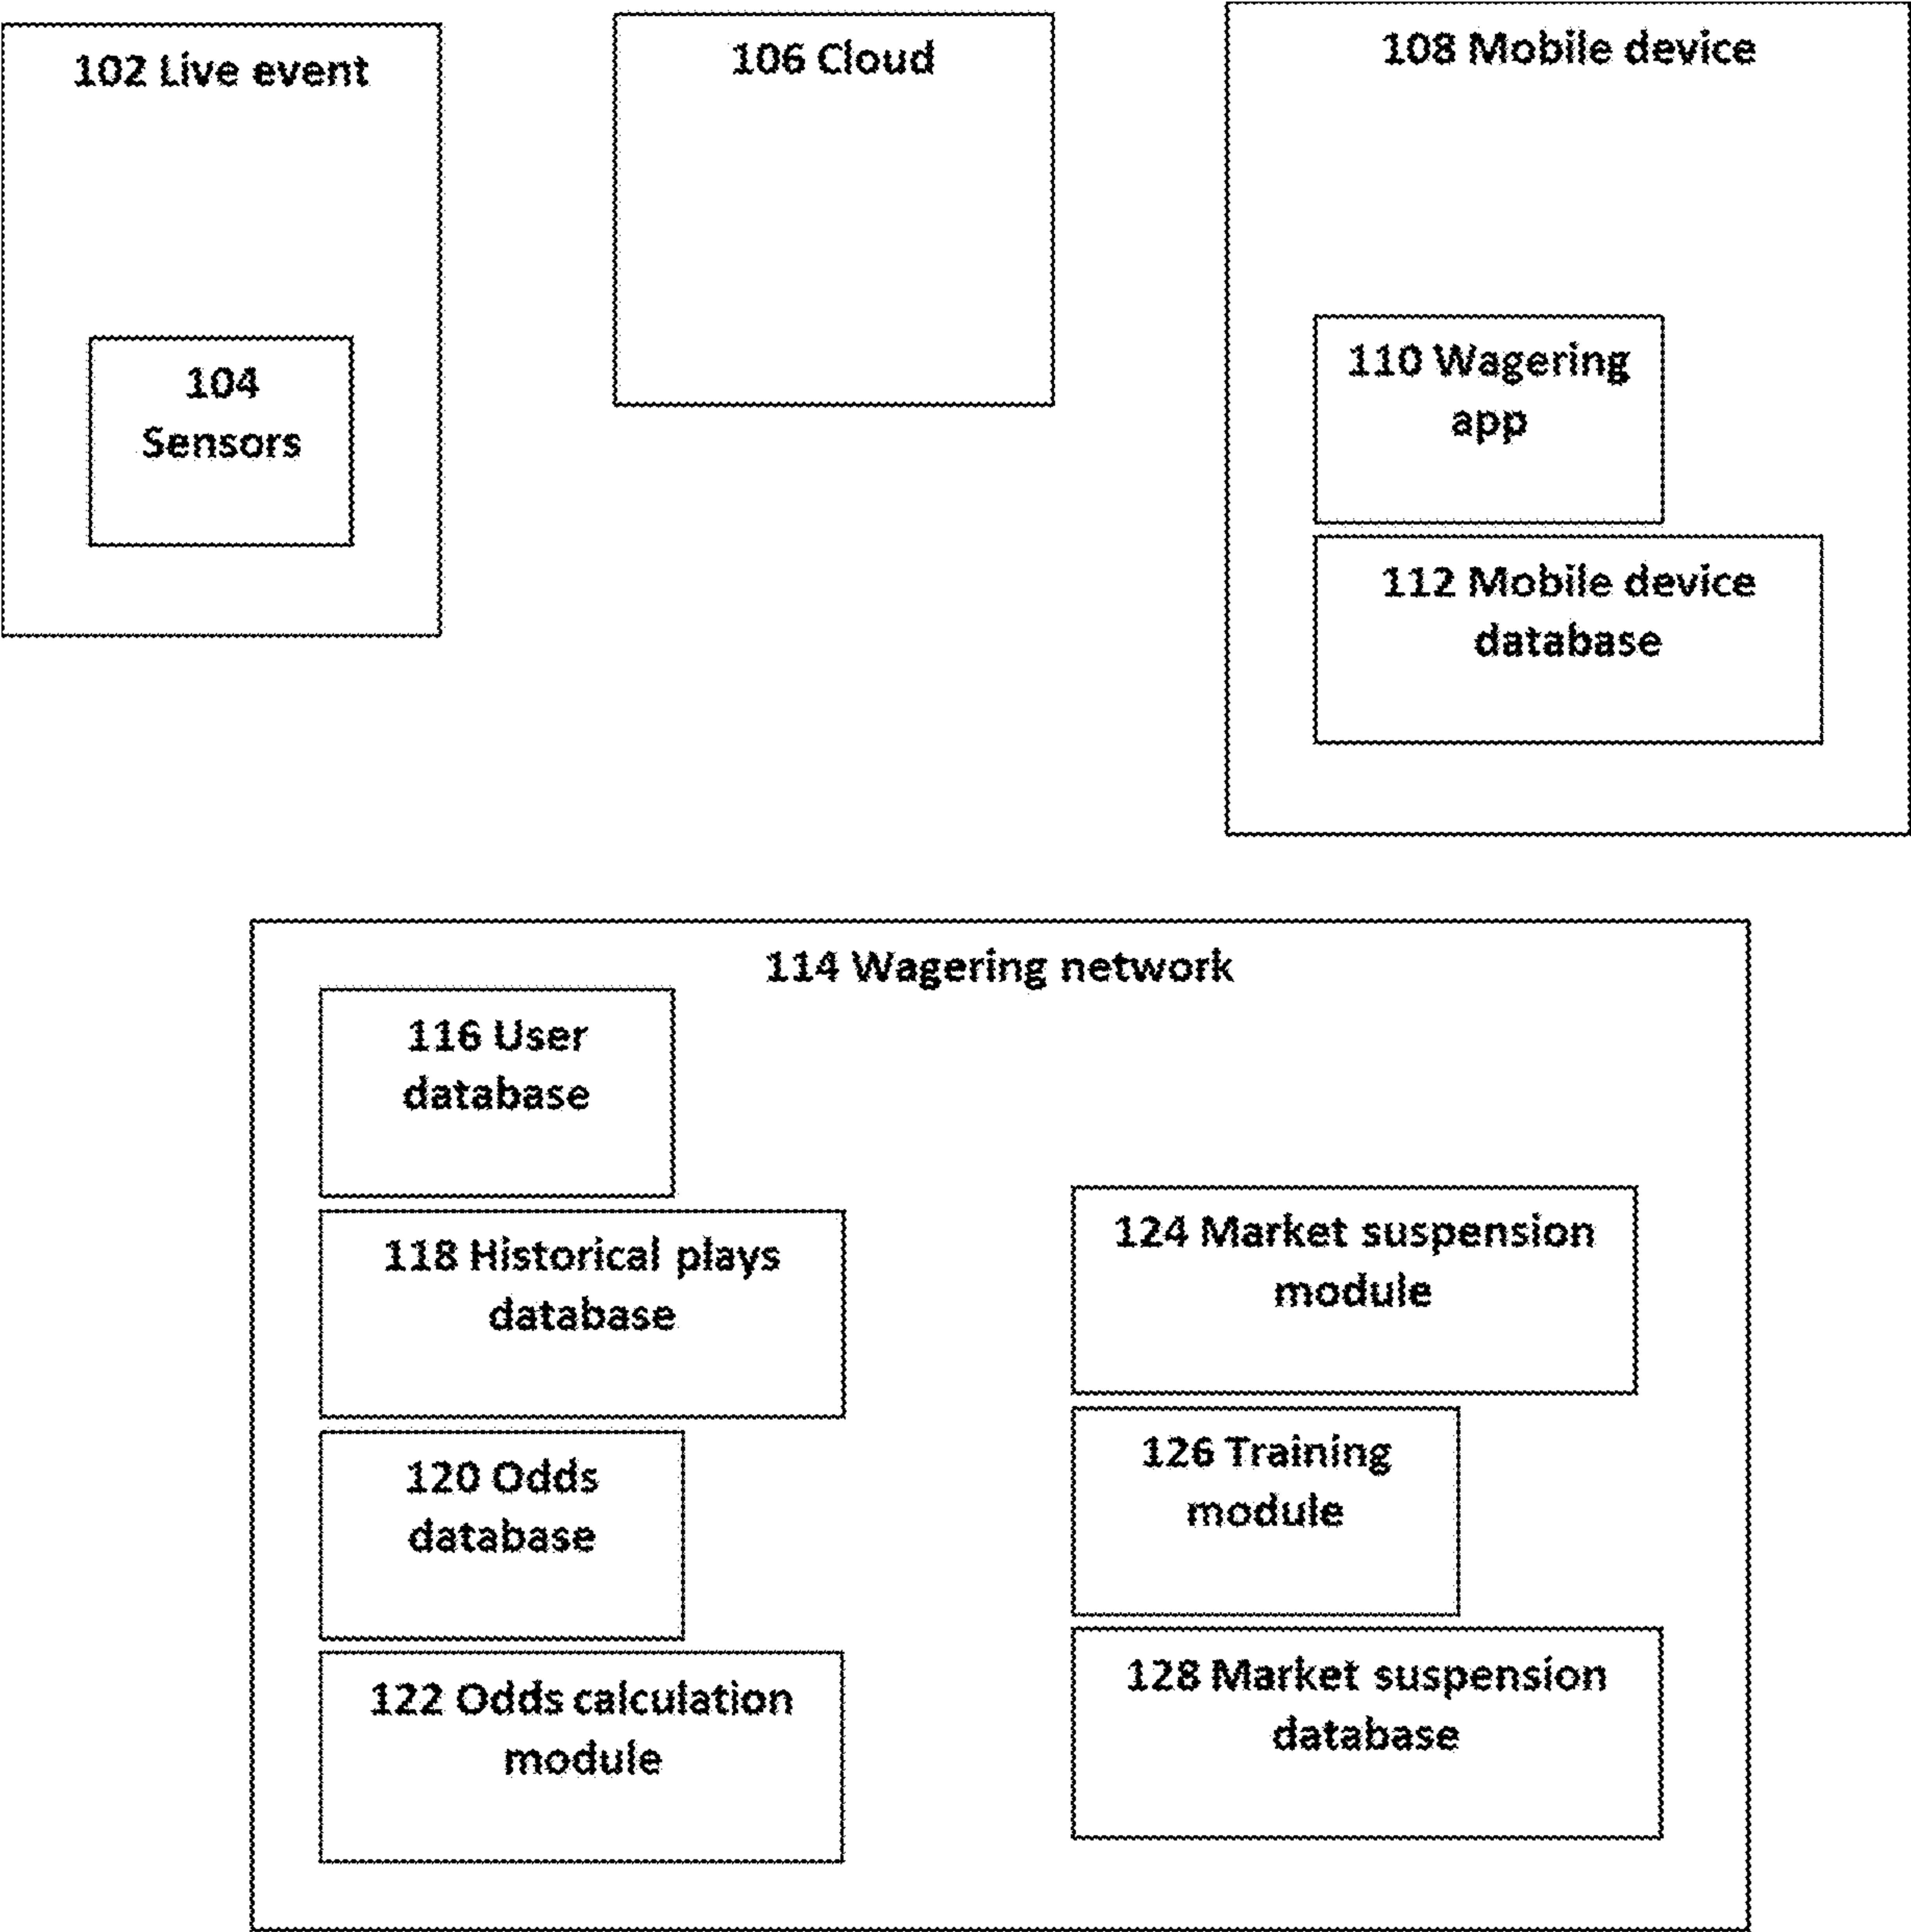 102 Live event
104
Sensors
106 Cloud
108 Mobile device
110 Wagering
app
112 Mobile device
database
114 Wagering network
116 User
database
118 Historical plays
database
120 Odds
database
122 Odds calculation
module
124 Market suspension
module
126 Training
module
128 Market suspension
database